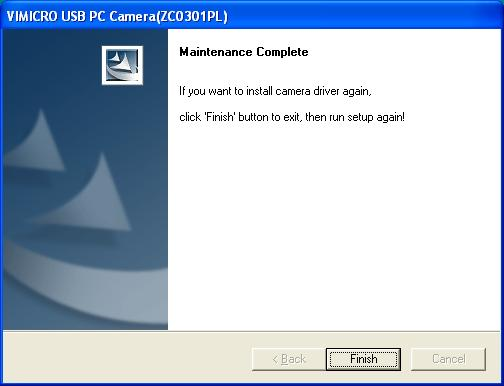 VIMICRO USB PC Camera(ZC0301PL)
Maintenance Complete
If you want to install camera driver again,
click 'Finish' button to exit, then run setup again!
< Back
Finish
Cancel